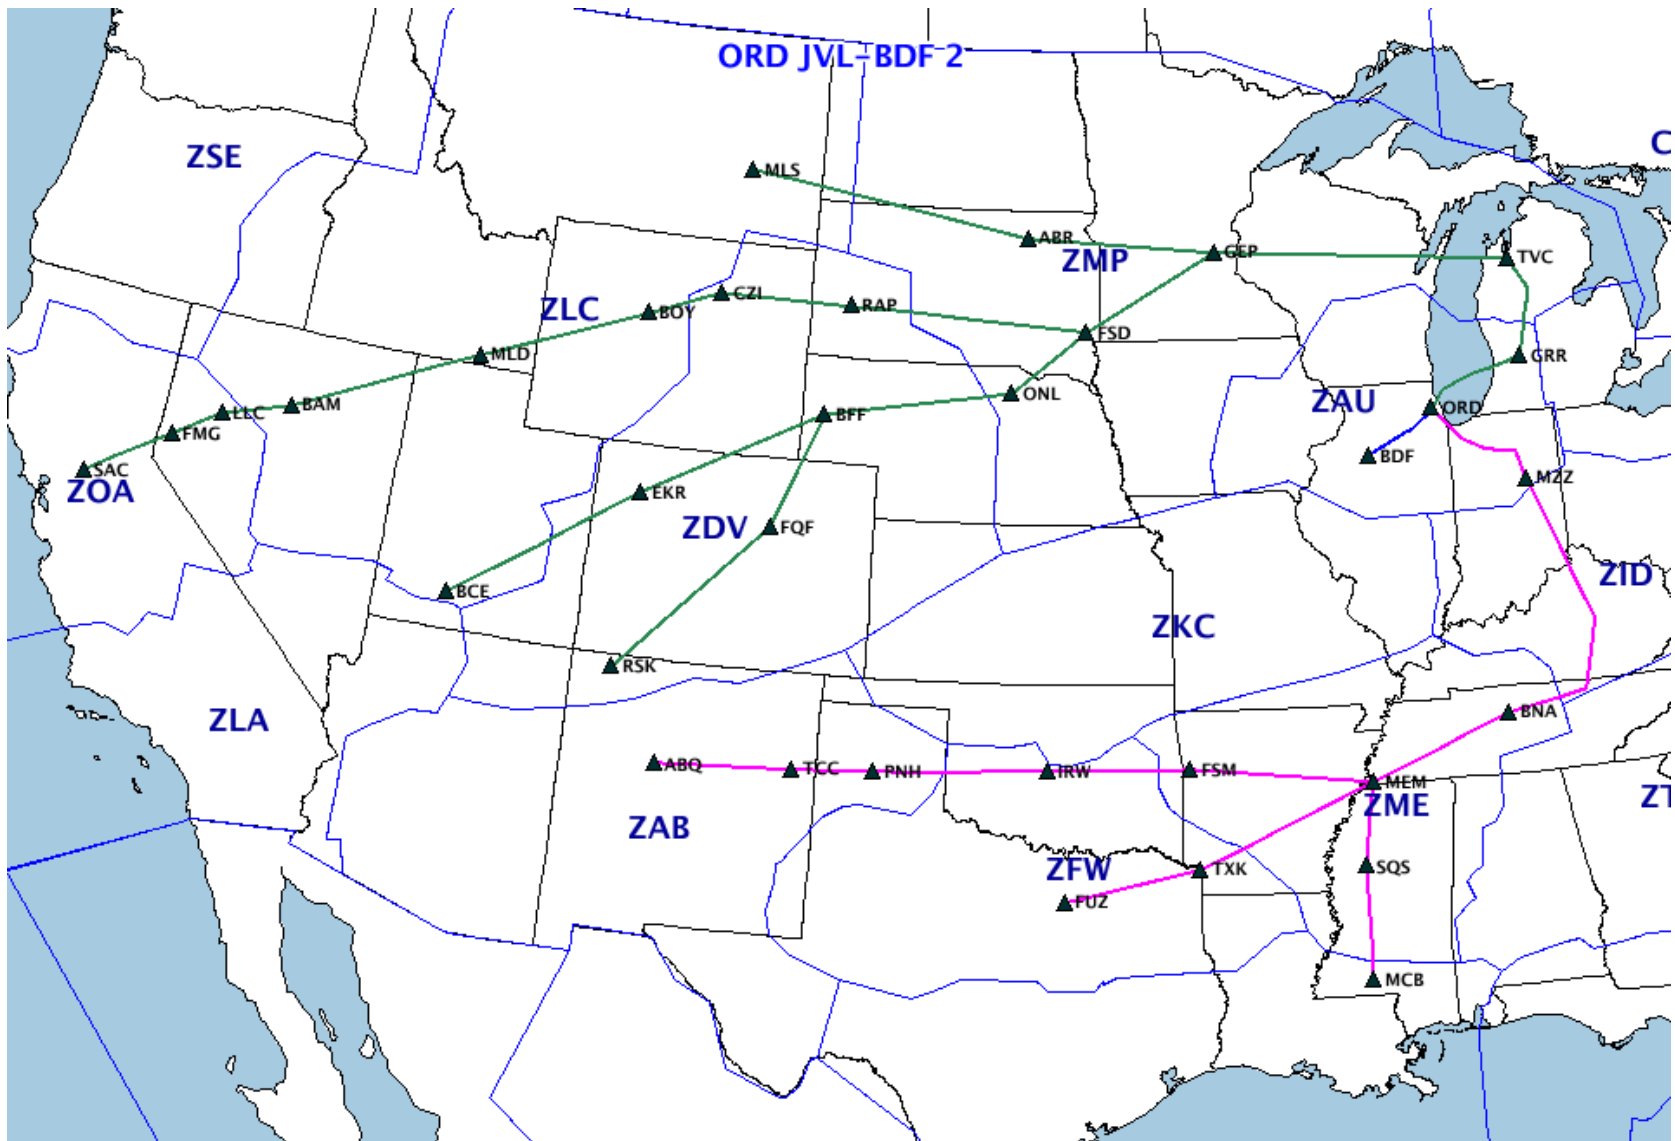 ORD JVL-BDF 2
C
ZSE
MLS
ABR
GEP
ZMP
TVC
CZI
ZLC
BOY
RAP
FSD
MLD
GRR
ONL
ZAU
BAM
LLC
BFF
ORD
FMG
SAC
BDF
ZOA
EKR
MZZ
ZDV
FQF
ZID
BCE
ZKC
RSK
ZLA
BNA
ABQ
TCC
PNH
IRW
FSM
MEM
ZME
ZT
ZAB
ZFW
TXK
SQS
FUZ
MCB